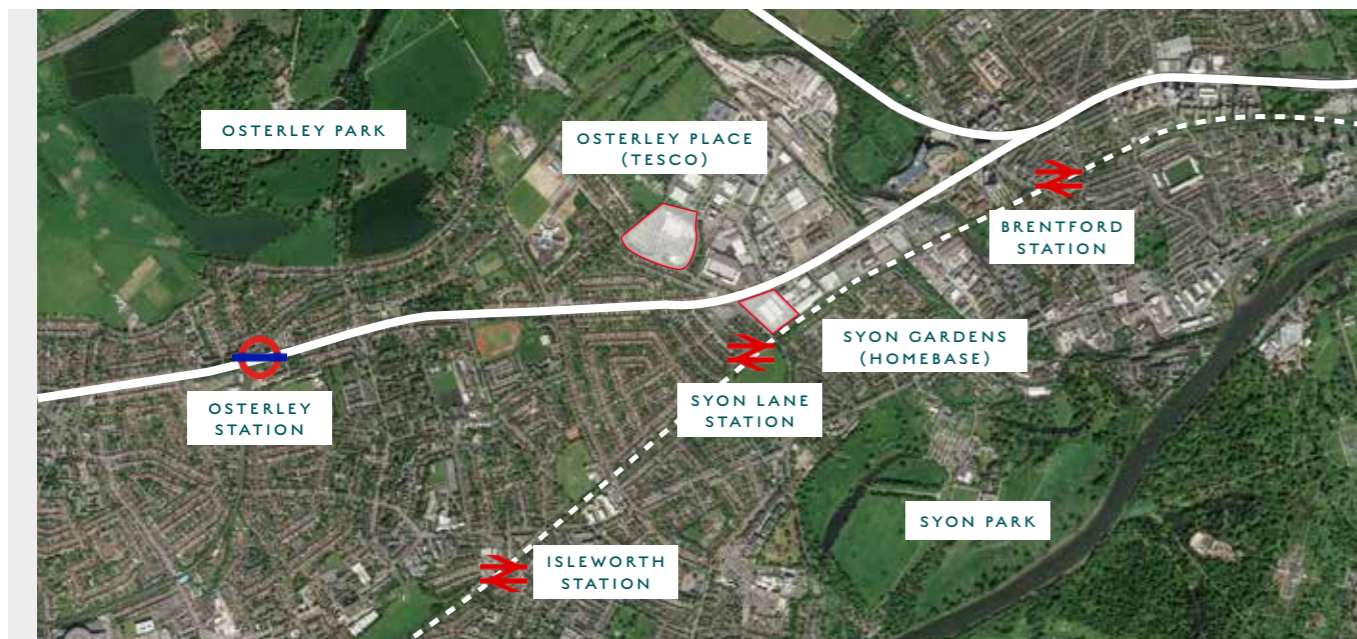 OSTERLEY PARK
OSTERLEY PLACE
(TESCO)
BRENTFORD
STATION
SYON GARDENS
(HOMEBASE)
OSTERLEY
STATION
SYON LANE
STATION
SYON PARK
ISLEWORTH
STATION